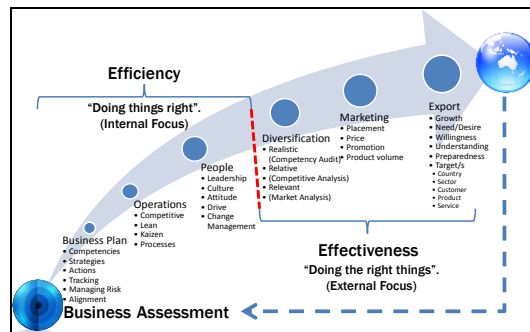 Efficiency
“Doing things right”.
(Internal Focus)
Business Plan
• Competencies
• Strategies
• Actions
• Tracking
• Managing Risk
• Alignment
Operations
• Competitive
• Lean
• Kaizen
• Processes
People
• Leadership
• Culture
• Attitude
• Drive
• Change
Management
Diversification
• Realistic
(Competency Audit)
• Relative
(Competitive Analysis)
• Relevant
(Market Analysis)
Marketing
• Placement
• Price
• Promotion
• Product volume
Export
• Growth
• Need/Desire
• Willingness
• Understanding
• Preparedness
• Target/s
• Country
• Sector
• Customer
• Product
• Service
Effectiveness
“Doing the right things”.
(External Focus)
Business Assessment